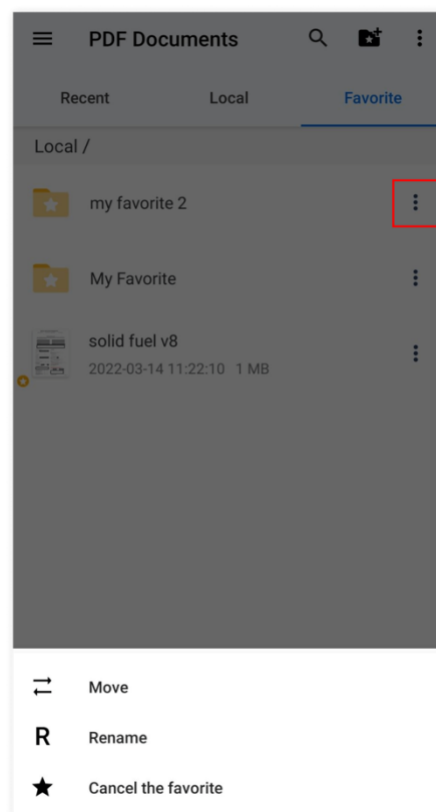 PDF Documents
Recent Local Favorite
Local /
my favorite 2
My Favorite
solid fuel v8
2022-03-14 11:22:10 1 MB
Move
R Rename
Cancel the favorite